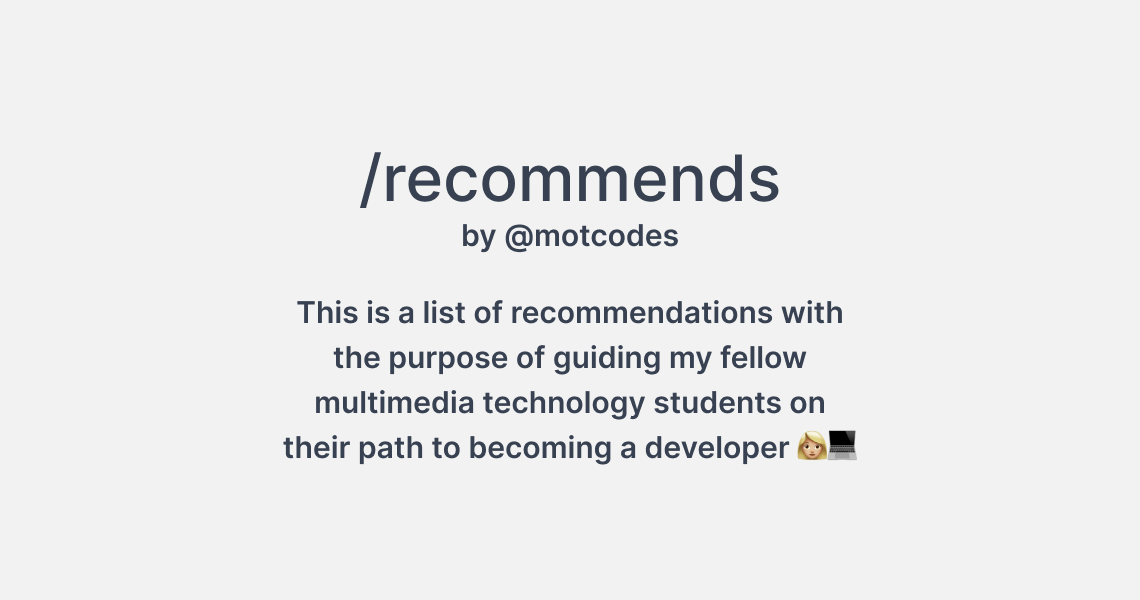 /recommends
by @motcodes
This is a list of recommendations with
the purpose of guiding my fellow
multimedia technology students on
their path to becoming a developer 👩🏼💻